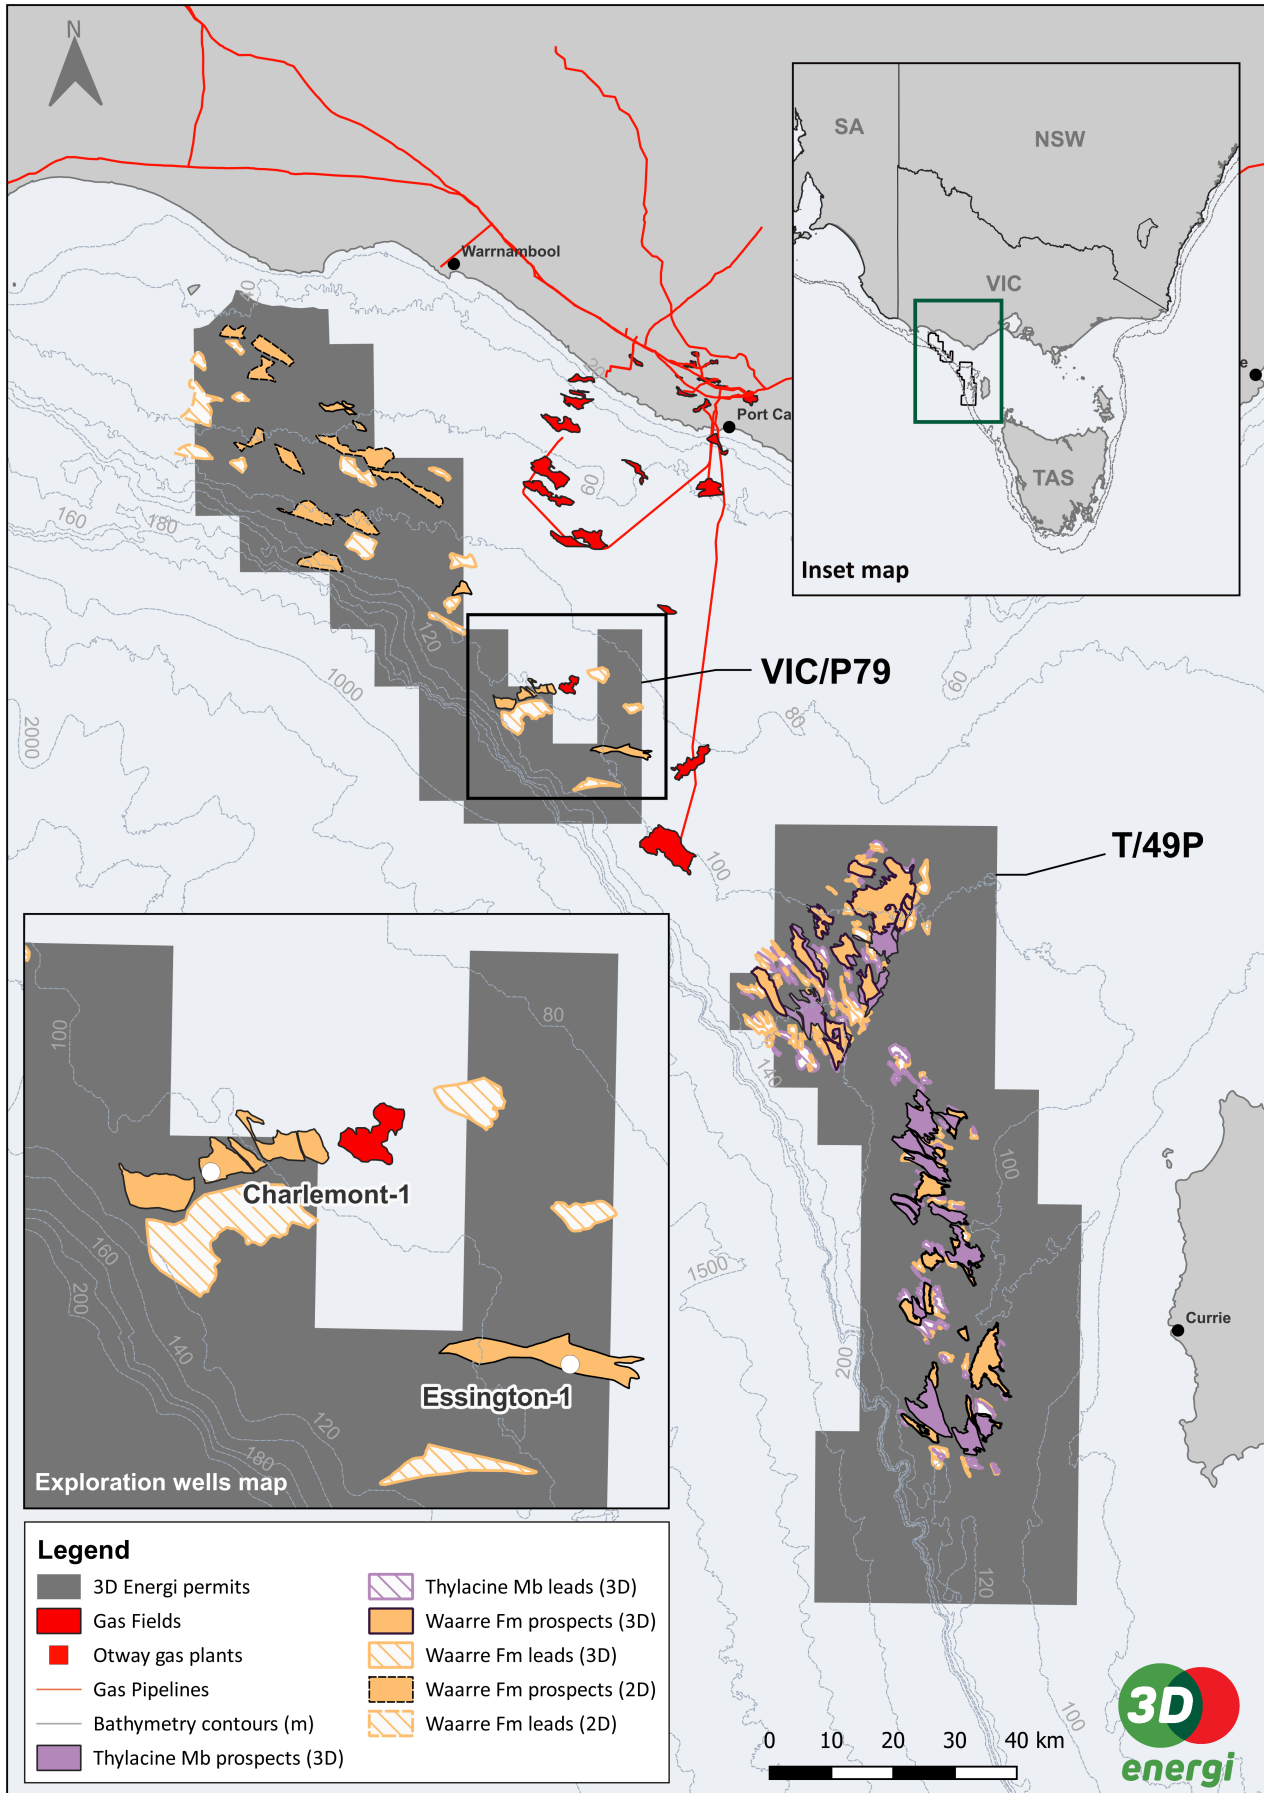 N
SA
NSW
VIC
TAS
Inset map
Warrnambool
Port Ca
e
40
20
60
160
180
120
1000
2000
VIC/P79
60
80
100
T/49P
140
100
1500
200
120
100
Currie
100
80
Charlemont-1
160
200
140
Essington-1
120
180
Exploration wells map
Legend
3D Energi permits
Gas Fields
Otway gas plants
Gas Pipelines
Bathymetry contours (m)
Thylacine Mb prospects (3D)
Thylacine Mb leads (3D)
Waarre Fm prospects (3D)
Waarre Fm leads (3D)
Waarre Fm prospects (2D)
Waarre Fm leads (2D)
0 10 20 30 40 km
3D
energi